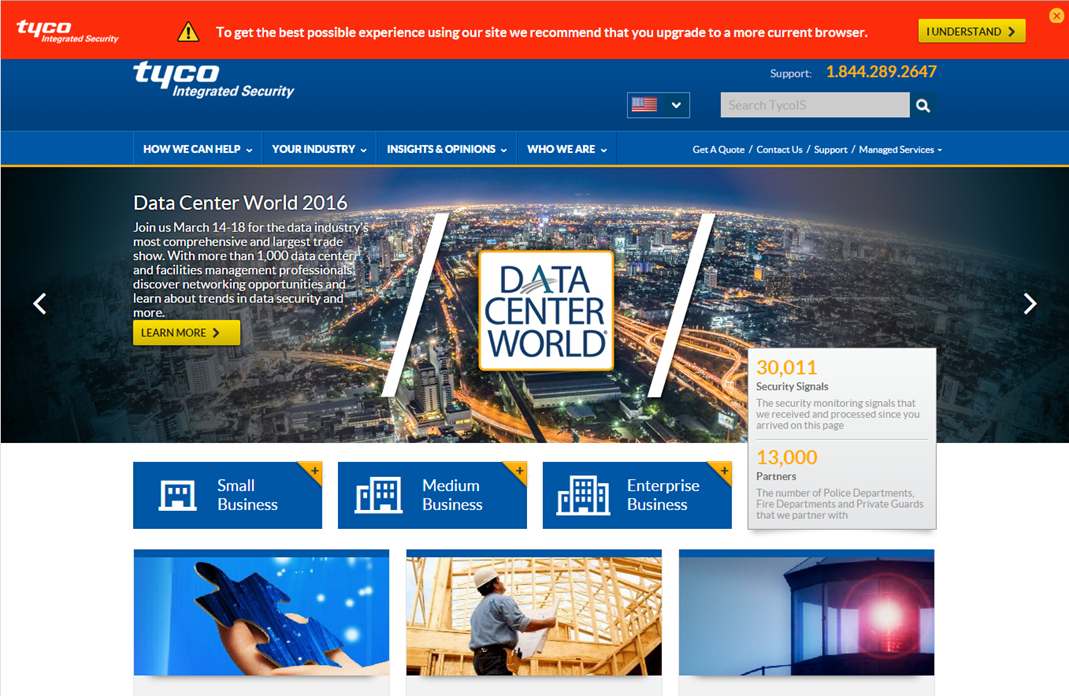 tyco
Integrated Security
To get the best possible experience using our site we recommend that you upgrade to a more current browser.
I UNDERSTAND
tyco
Integrated Security
Support: 1.844.289.2647
Search TycoIS
HOW WE CAN HELP
YOUR INDUSTRY
INSIGHTS & OPINIONS
WHO WE ARE
Get A Quote / Contact Us / Support / Managed Services
Data Center World 2016
Join us March 14-18 for the data industry's
most comprehensive and largest trade
show. With more than 1,000 data center
and facilities management professionals,
discover networking opportunities and
learn about trends in data security and
more.
LEARN MORE
DATA
CENTER
WORLD®
30,011
Security Signals
The security monitoring signals that
we received and processed since you
arrived on this page
13,000
Partners
The number of Police Departments,
Fire Departments and Private Guards
that we partner with
Small
Business
Medium
Business
Enterprise
Business